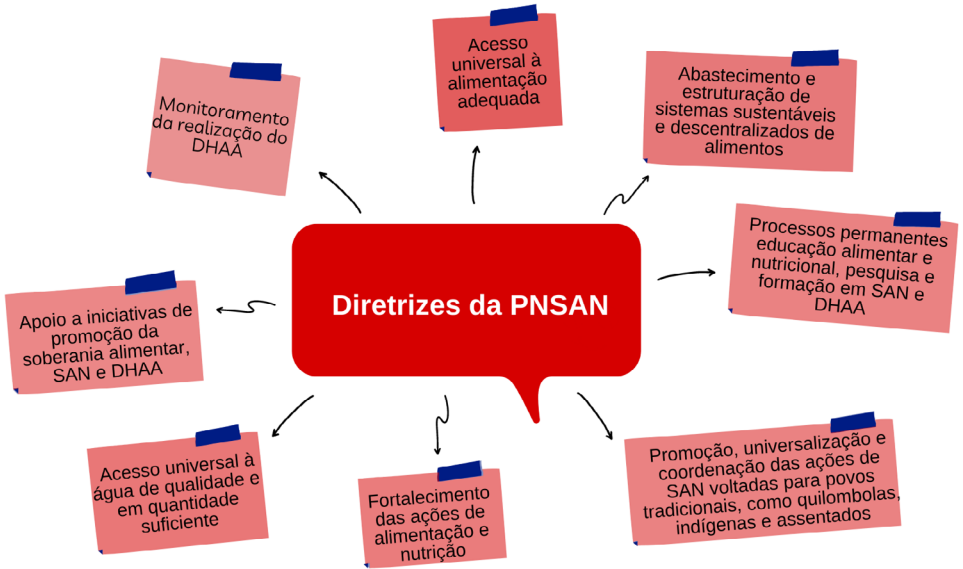 Diretrizes da PNSAN
Acesso
universal à
alimentação
adequada
Abastecimento e
estruturação de
sistemas sustentáveis
e descentralizados de
alimentos
Processos permanentes
educação alimentar e
nutricional, pesquisa e
formação em SAN e
DHAA
Promoção, universalização e
coordenação das ações de
SAN voltadas para povos
tradicionais, como quilombolas,
indígenas e assentados
Fortalecimento
das ações de
alimentação e
nutrição
Acesso universal à
água de qualidade e
em quantidade
suficiente
Apoio a iniciativas de
promoção da
soberania alimentar,
SAN e DHAA
Monitoramento
da realização do
DHAA